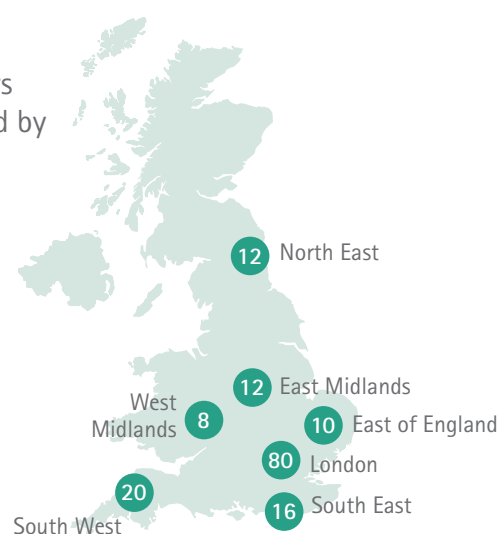 d by
12 North East
12 East Midlands
West
Midlands 8
10 East of England
80 London
20
South West
16 South East